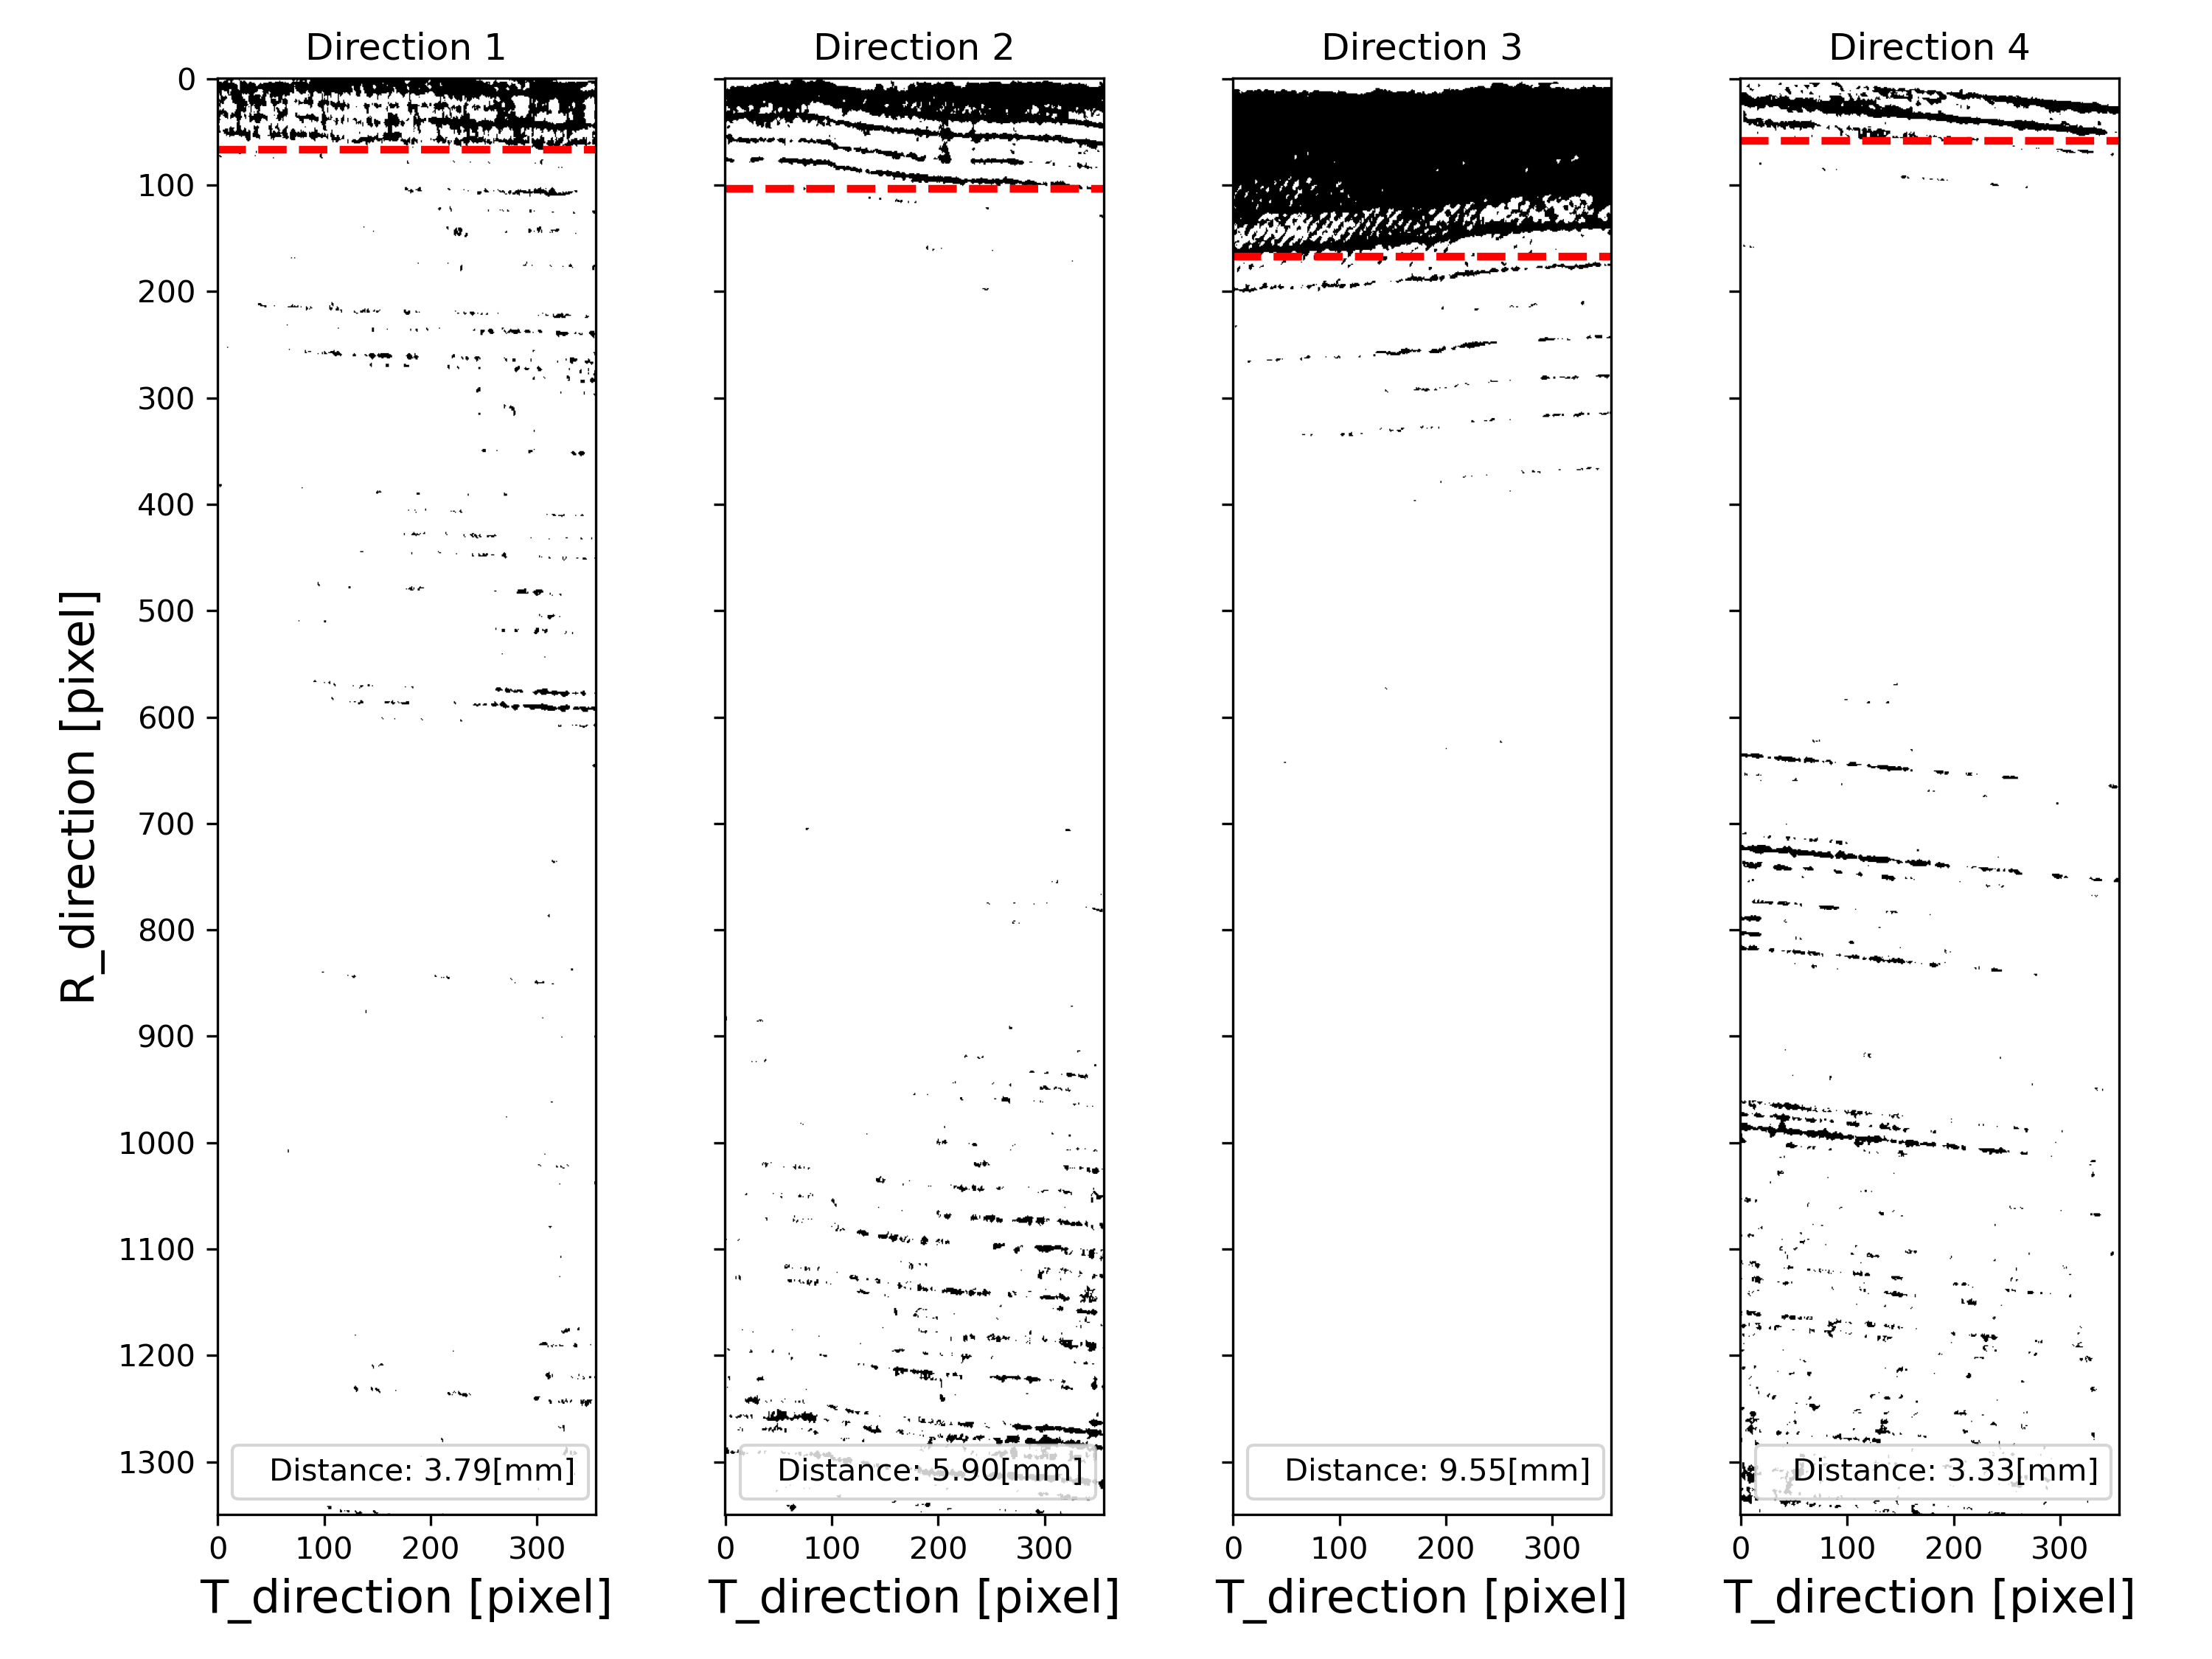 Direction 1
Direction 2
Direction 3
Direction 4
R_direction [pixel]
0
100
200
300
400
500
600
700
800
900
1000
1100
1200
1300
Distance: 3.79[mm]
Distance: 5.90[mm]
Distance: 9.55[mm]
Distance: 3.33[mm]
0 100 200 300
0 100 200 300
0 100 200 300
0 100 200 300
T_direction [pixel]
T_direction [pixel]
T_direction [pixel]
T_direction [pixel]